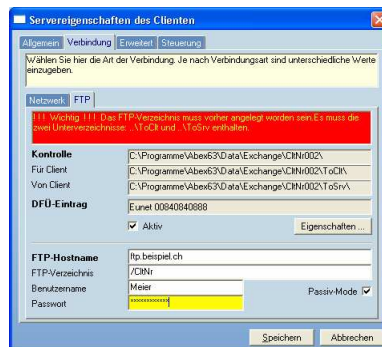 Servereigenschaften des Clienten
Allgemein Verbindung Erweitert Steuerung
Wählen Sie hier die Art der Verbindung. Je nach Verbindungsart sind unterschiedliche Werte
einzugeben.
Netzwerk FTP
!!! Wichtig !!! Das FTP-Verzeichnis muss vorher angelegt worden sein.Es muss die
zwei Unterverzeichnisse: ..\ToClt und ..\ToSrv enthalten.
Kontrolle C:\Programme\Abex63\Data\Exchange\CltNr002\
Für Client C:\Programme\Abex63\Data\Exchange\CltNr002\ToClt\
Von Client C:\Programme\Abex63\Data\Exchange\CltNr002\ToSrv\
DFÜ-Eintrag Eunet 00840840888
Aktiv Eigenschaften ...
FTP-Hostname ftp.beispiel.ch
FTP-Verzeichnis /CltNr
Benutzername Meier Passiv-Mode
Passwort ************
Speichern Abbrechen